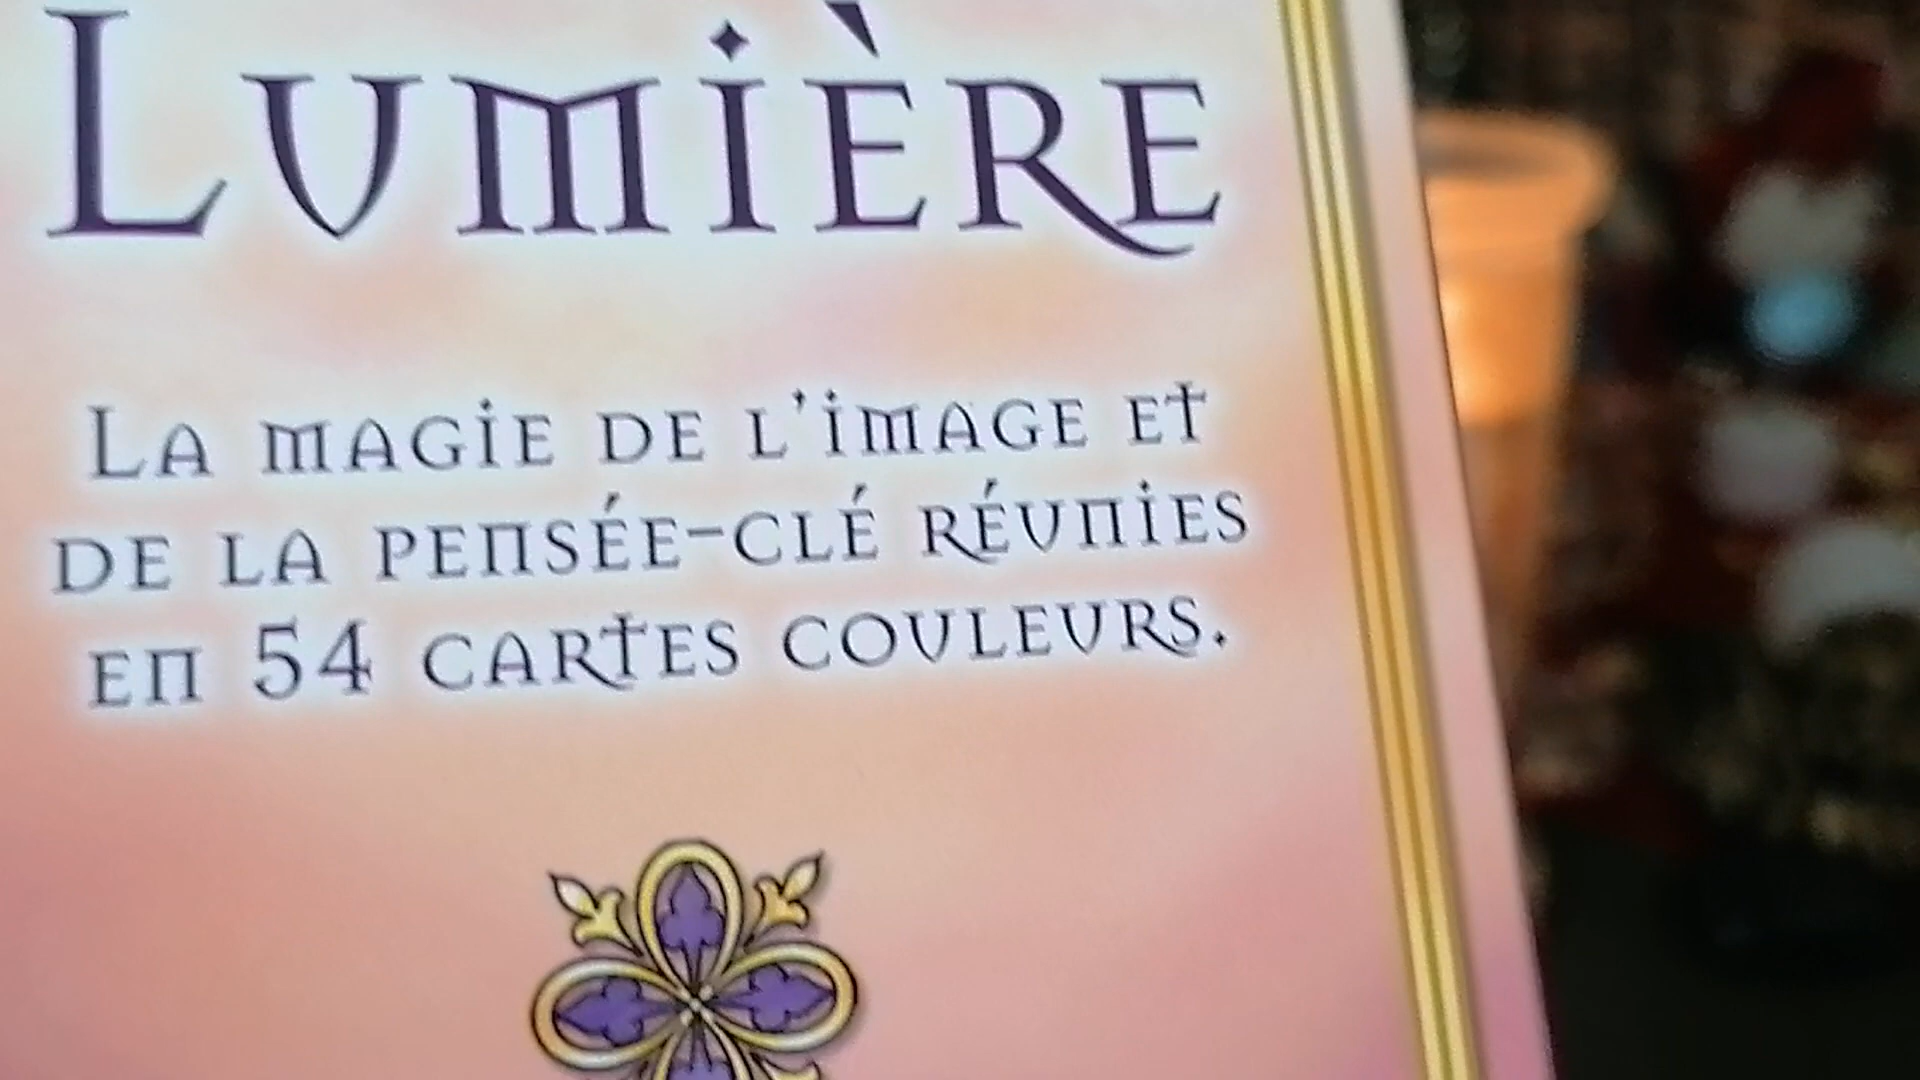 LUMIÈRE
LA MAGIE DE L'IMAGE ET
DE LA PENSÉE-CLÉ RÉUNIES
EN 54 CARTES COULEURS.